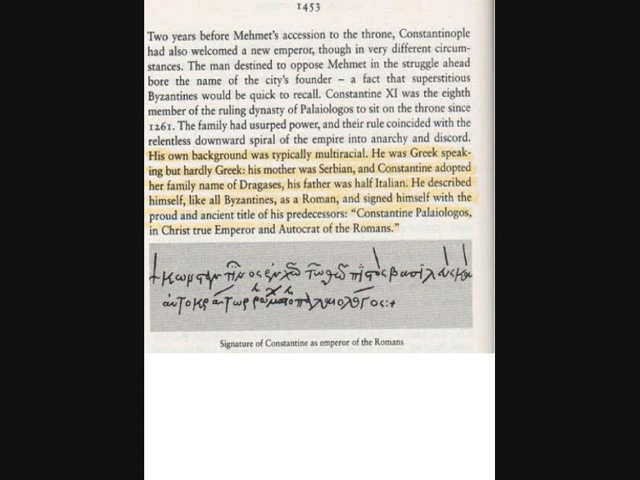 1453
Two years before Mehmet's accession to the throne, Constantinople
had also welcomed a new emperor, though in very different circum-
stances. The man destined to oppose Mehmet in the struggle ahead
bore the name of the city's founder – a fact that superstitious
Byzantines would be quick to recall. Constantine XI was the eighth
member of the ruling dynasty of Palaiologos to sit on the throne since
1261. The family had usurped power, and their rule coincided with the
relentless downward spiral of the empire into anarchy and discord.
His own background was typically multiracial. He was Greek speak-
ing but hardly Greek: his mother was Serbian, and Constantine adopted
her family name of Dragases, his father was half Italian. He described
himself, like all Byzantines, as a Roman, and signed himself with the
proud and ancient title of his predecessors: "Constantine Palaiologos,
in Christ true Emperor and Autocrat of the Romans."
Signature of Constantine as emperor of the Romans